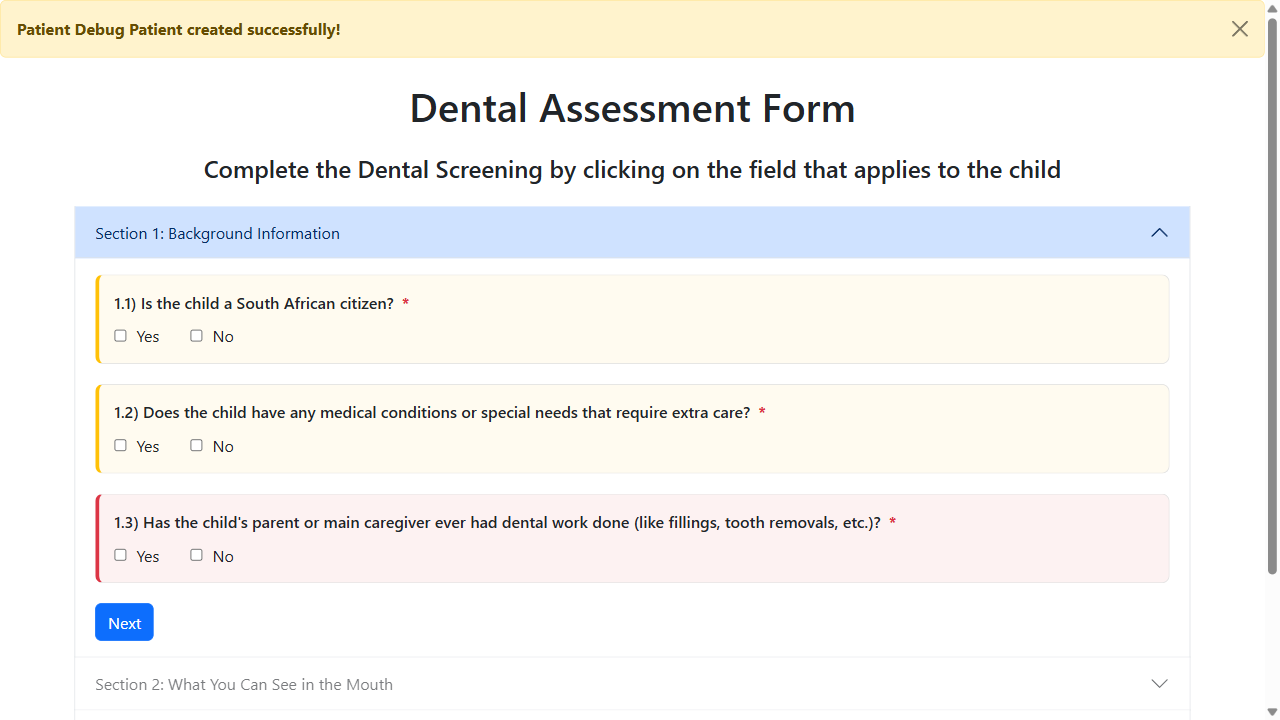 Patient Debug Patient created successfully!
Dental Assessment Form
Complete the Dental Screening by clicking on the field that applies to the child
Section 1: Background Information
1.1) Is the child a South African citizen? *
Yes No
1.2) Does the child have any medical conditions or special needs that require extra care? *
Yes No
1.3) Has the child's parent or main caregiver ever had dental work done (like fillings, tooth removals, etc.)? *
Yes No
Next
Section 2: What You Can See in the Mouth